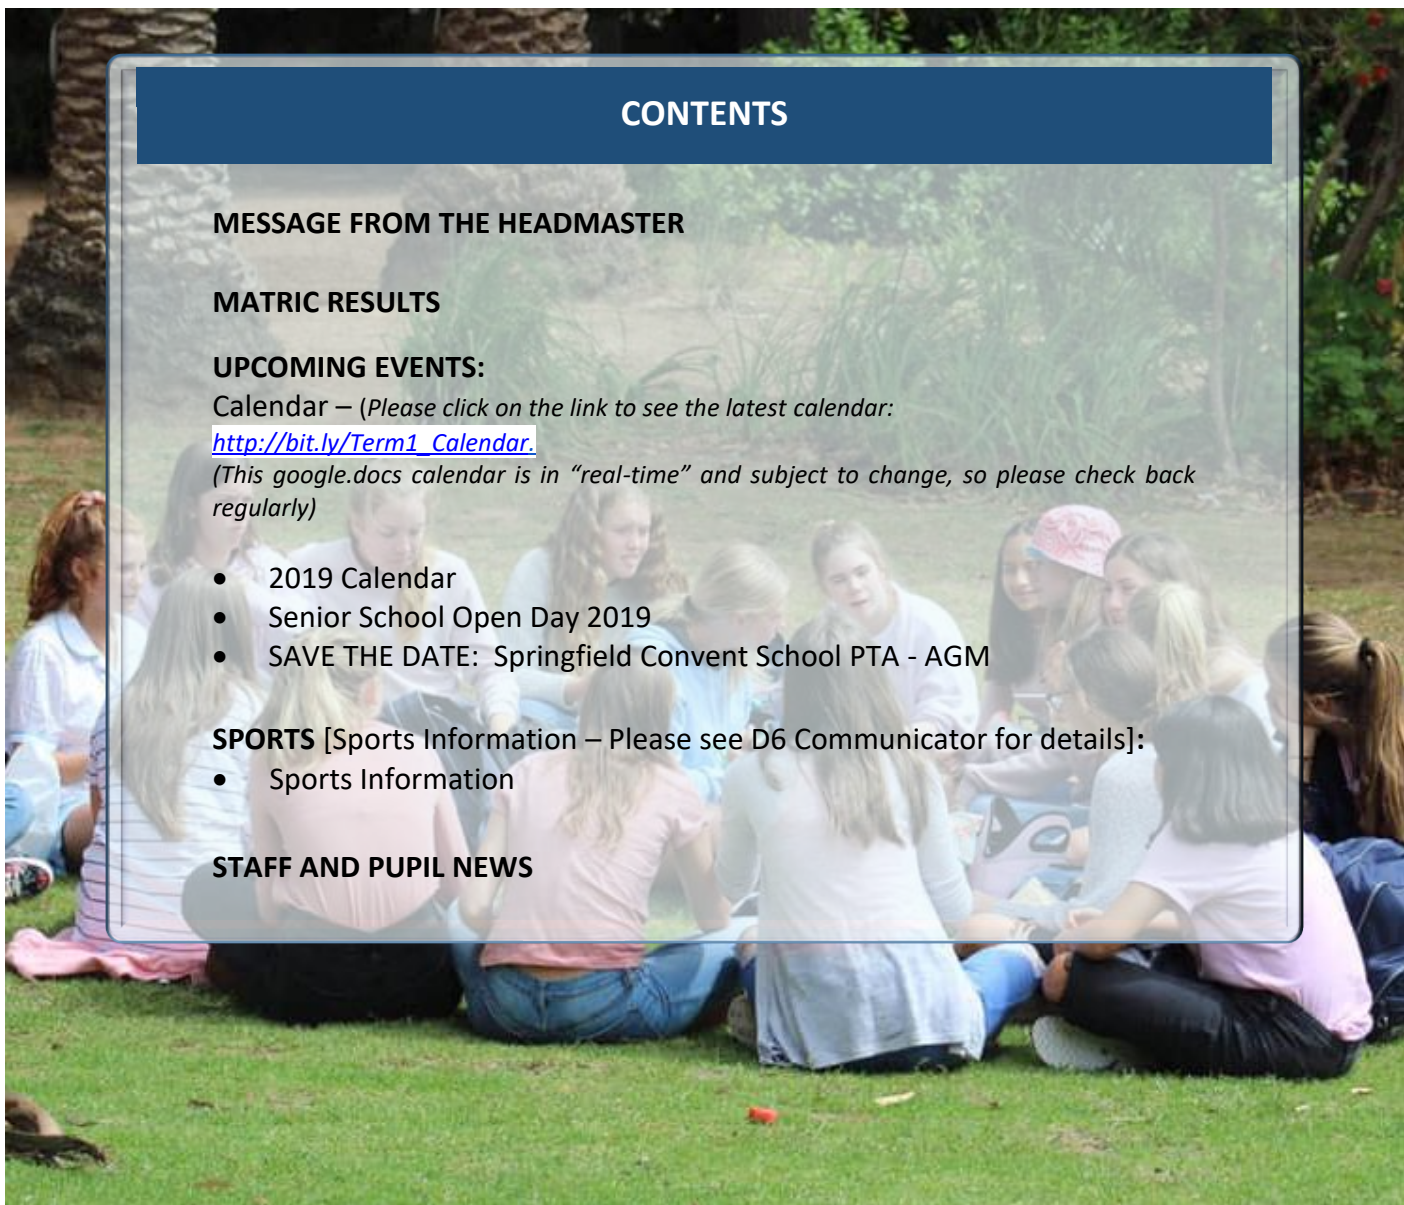 CONTENTS
MESSAGE FROM THE HEADMASTER
MATRIC RESULTS
UPCOMING EVENTS:
Calendar – (Please click on the link to see the latest calendar:
http://bit.ly/Term1_Calendar.
(This google.docs calendar is in “real-time” and subject to change, so please check back
regularly)
• 2019 Calendar
• Senior School Open Day 2019
• SAVE THE DATE: Springfield Convent School PTA - AGM
SPORTS [Sports Information – Please see D6 Communicator for details]:
• Sports Information
STAFF AND PUPIL NEWS